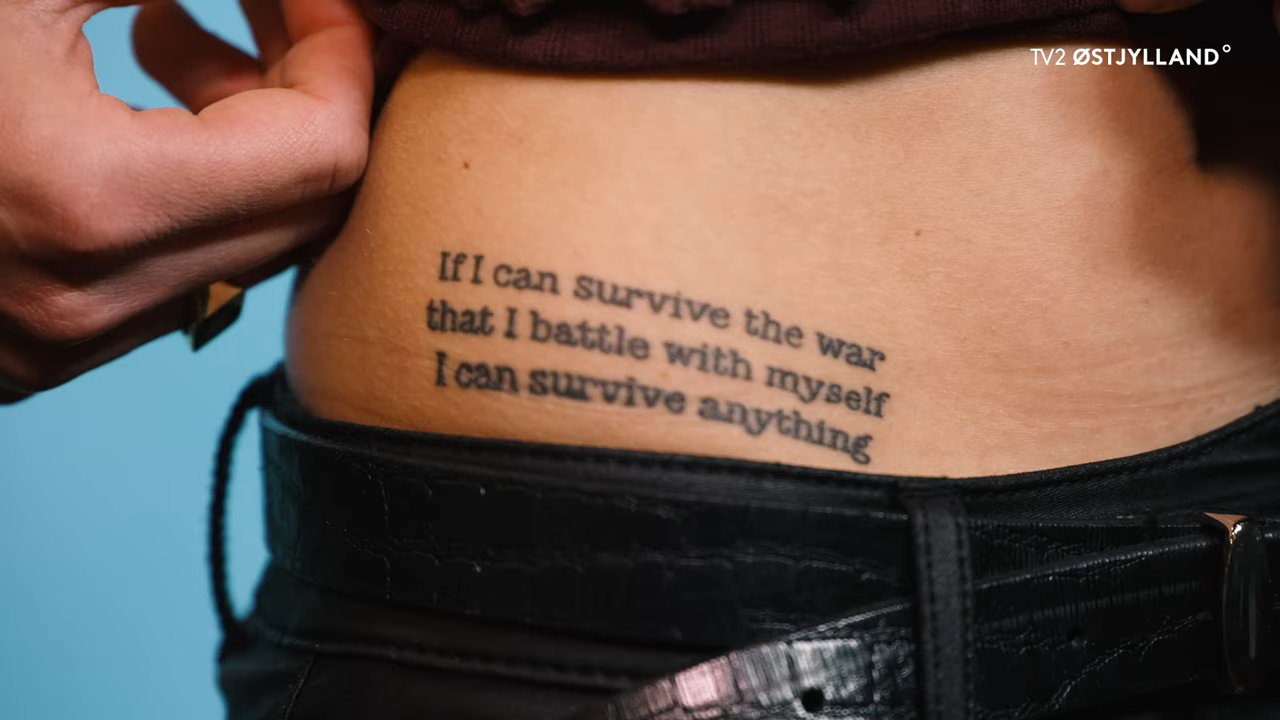 TV2 ØSTJYLLAND°
If I can survive the war
that I battle with myself
I can survive anything